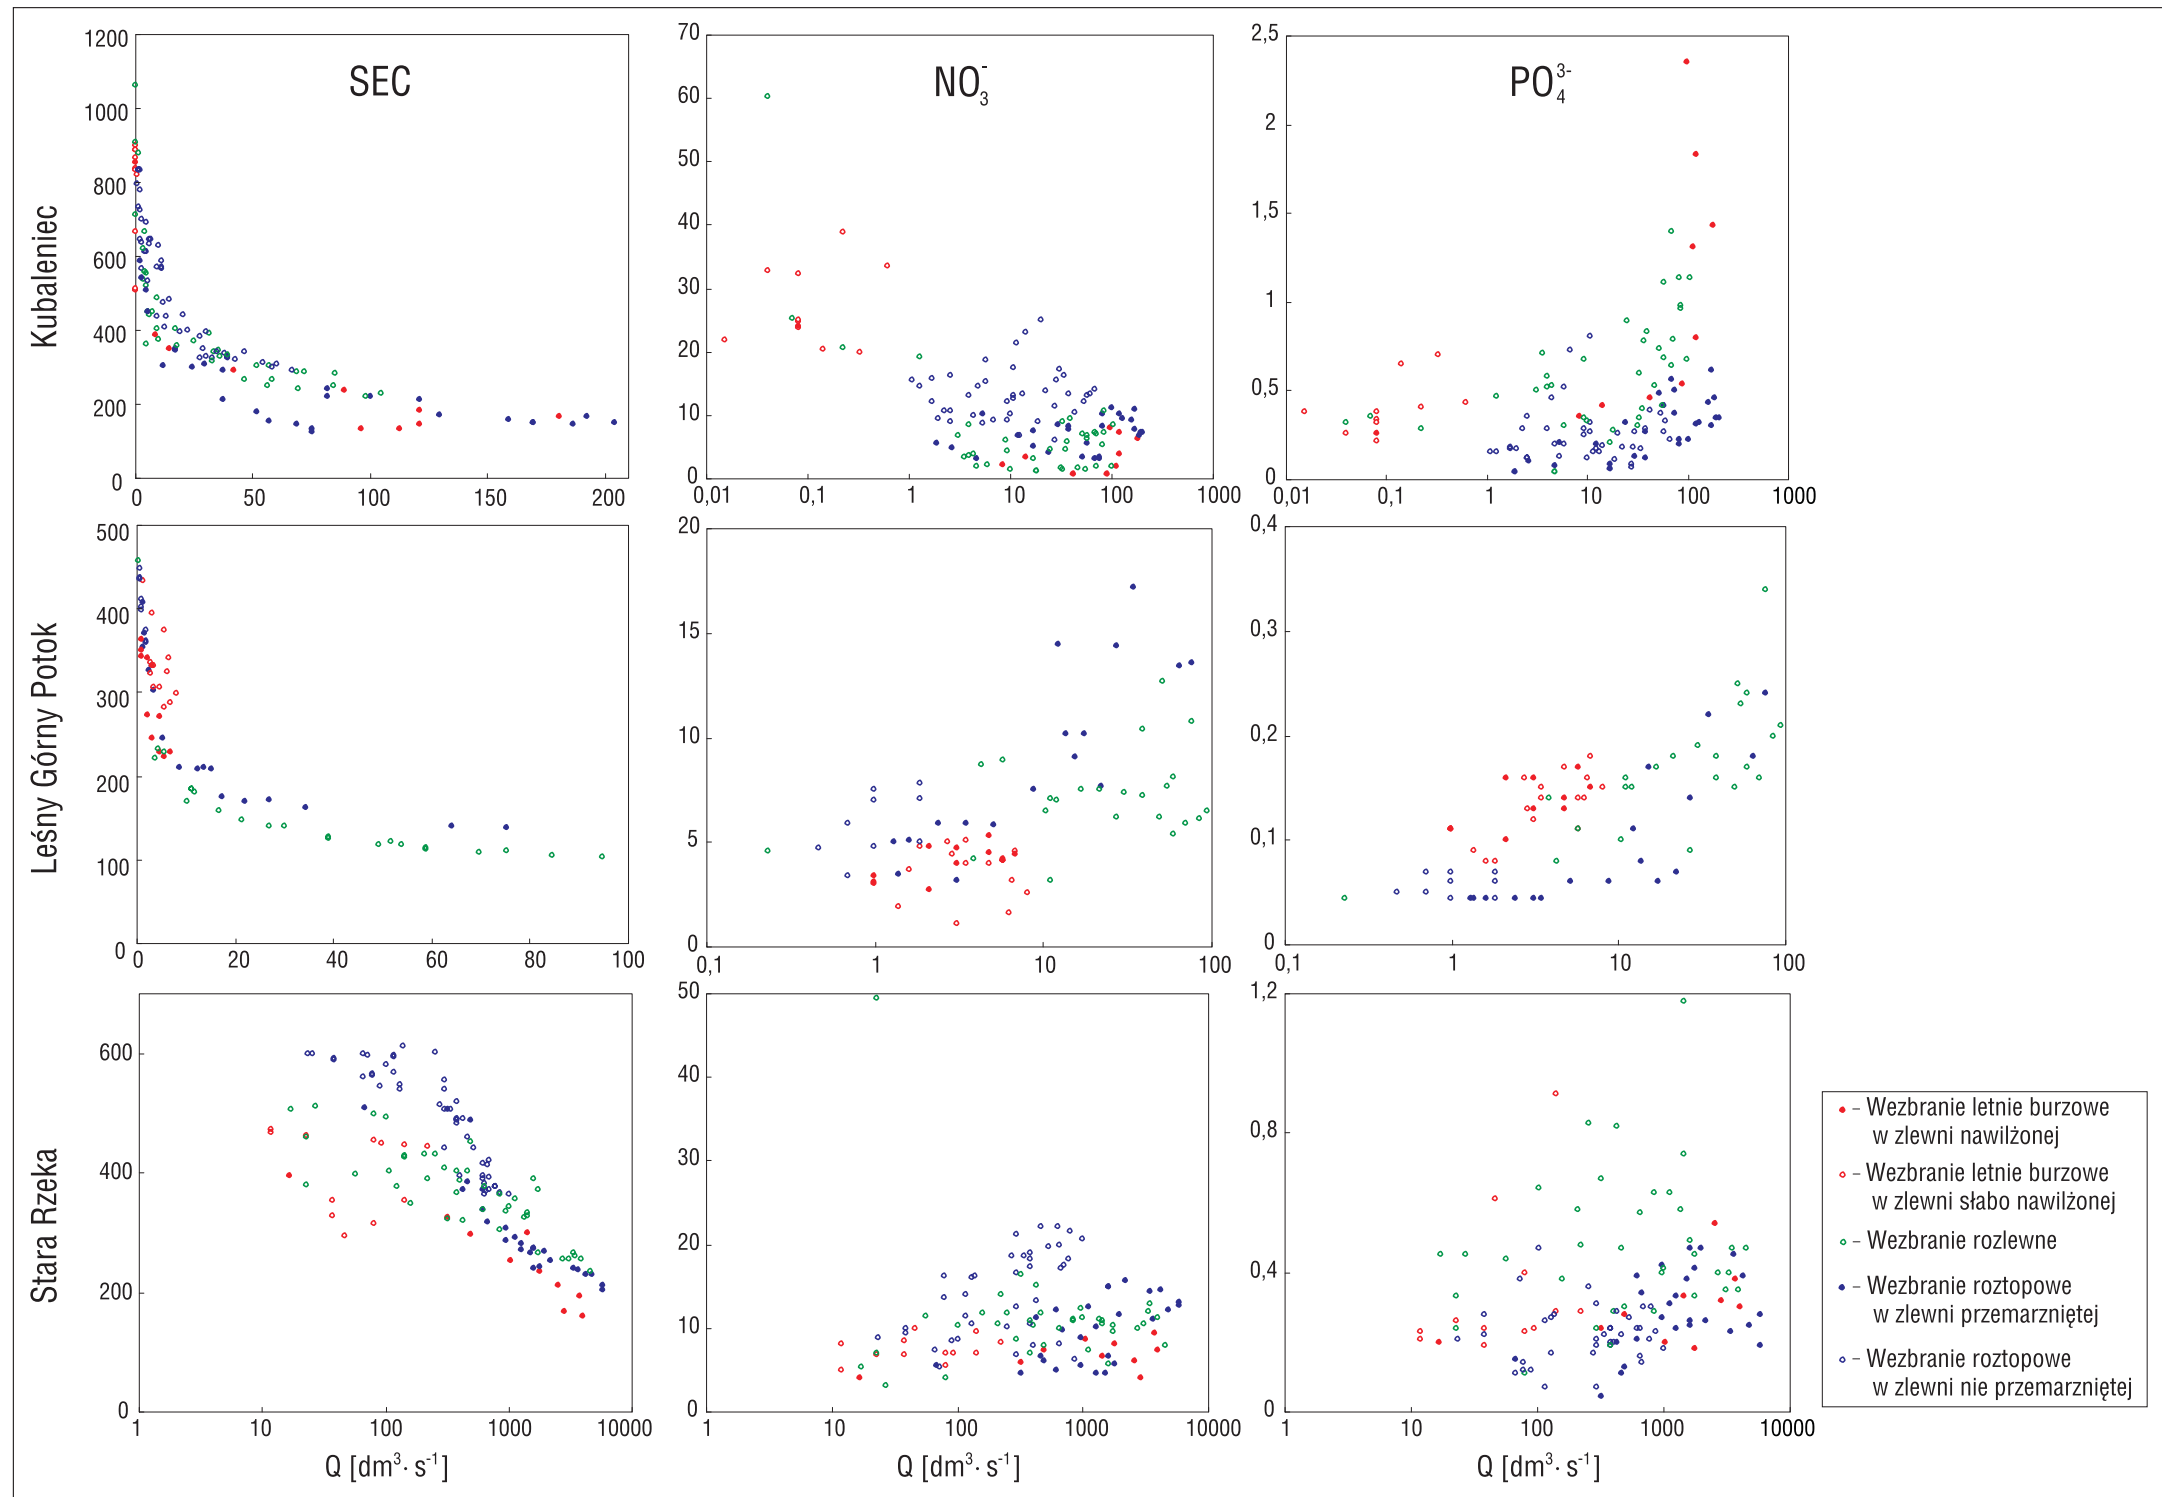 SEC
NO₃⁻
PO₄³⁻
Kubaleniec
1200
1000
800
600
400
200
0
0 50 100 150 200
70
60
50
40
30
20
10
0
0,01 0,1 1 10 100 1000
2,5
2
1,5
1
0,5
0
0,01 0,1 1 10 100 1000
Leśny Górny Potok
500
400
300
200
100
0
0 20 40 60 80 100
20
15
10
5
0
0,1 1 10 100
0,4
0,3
0,2
0,1
0
0,1 1 10 100
Stara Rzeka
600
400
200
0
1 10 100 1000 10000
Q [dm³· s⁻¹]
50
40
30
20
10
0
1 10 100 1000 10000
Q [dm³· s⁻¹]
1,2
0,8
0,4
0
1 10 100 1000 10000
Q [dm³· s⁻¹]
– Wezbranie letnie burzowe
w zlewni nawilżonej
– Wezbranie letnie burzowe
w zlewni słabo nawilżonej
– Wezbranie rozlewne
– Wezbranie roztopowe
w zlewni przemarzniętej
– Wezbranie roztopowe
w zlewni nie przemarzniętej